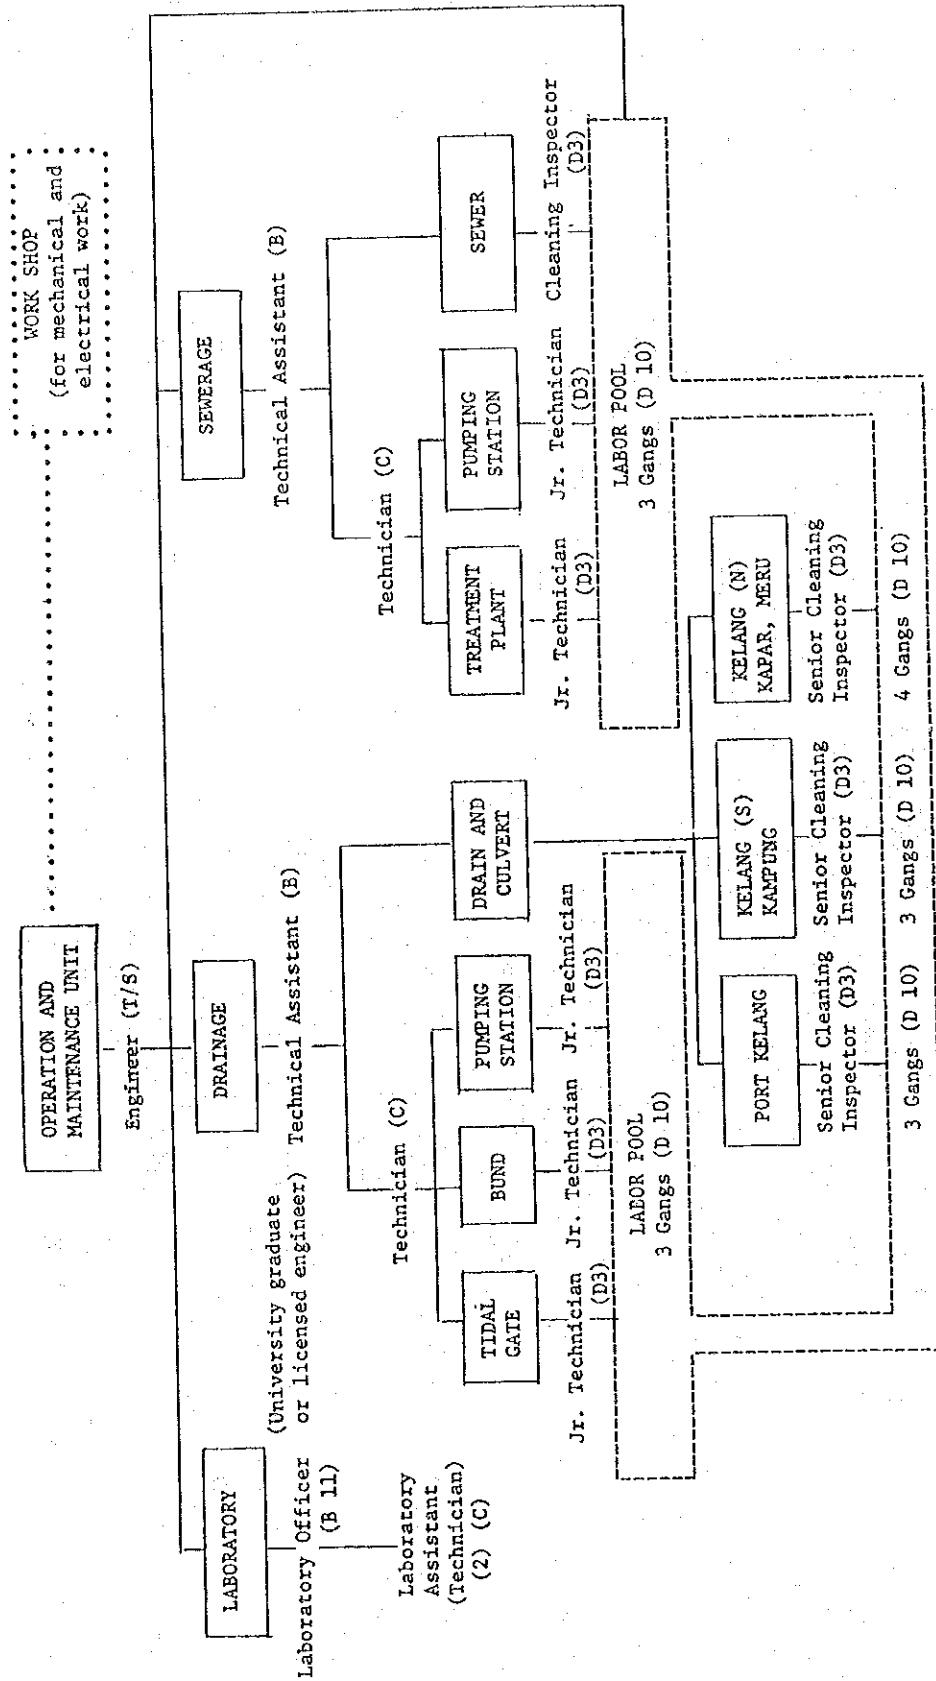 OPERATION AND
MAINTENANCE UNIT
WORK SHOP
(for mechanical and
electrical work)
Engineer (T/S)
LABORATORY
DRAINAGE
SEWERAGE
Laboratory Officer
(B 11)
(University graduate
or licensed engineer)
Technical Assistant (B)
Technical Assistant (B)
Laboratory
Assistant
(Technician)
(2) (C)
Technician (C)
Technician (C)
TIDAL
GATE
BUND
PUMPING
STATION
DRAIN AND
CULVERT
TREATMENT
PLANT
PUMPING
STATION
SEWER
Jr. Technician
(D3)
Jr. Technician
(D3)
Jr. Technician
(D3)
Jr. Technician
(D3)
Jr. Technician
(D3)
Cleaning Inspector
(D3)
LABOR POOL
3 Gangs (D 10)
LABOR POOL
3 Gangs (D 10)
PORT KELANG
KELANG (S)
KAMPUNG
KELANG (N)
KAPAR, MERU
Senior Cleaning
Inspector (D3)
Senior Cleaning
Inspector (D3)
Senior Cleaning
Inspector (D3)
3 Gangs (D 10)
3 Gangs (D 10)
4 Gangs (D 10)